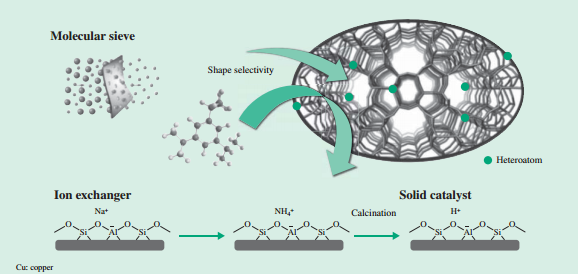 Molecular sieve
Shape selectivity
Heteroatom
Ion exchanger
Solid catalyst
Na⁺
NH₄⁺
Calcination
H⁺
O O O O
Si Al Si
O O O O
Si Al Si
O O O O
Si Al Si
Cu: copper